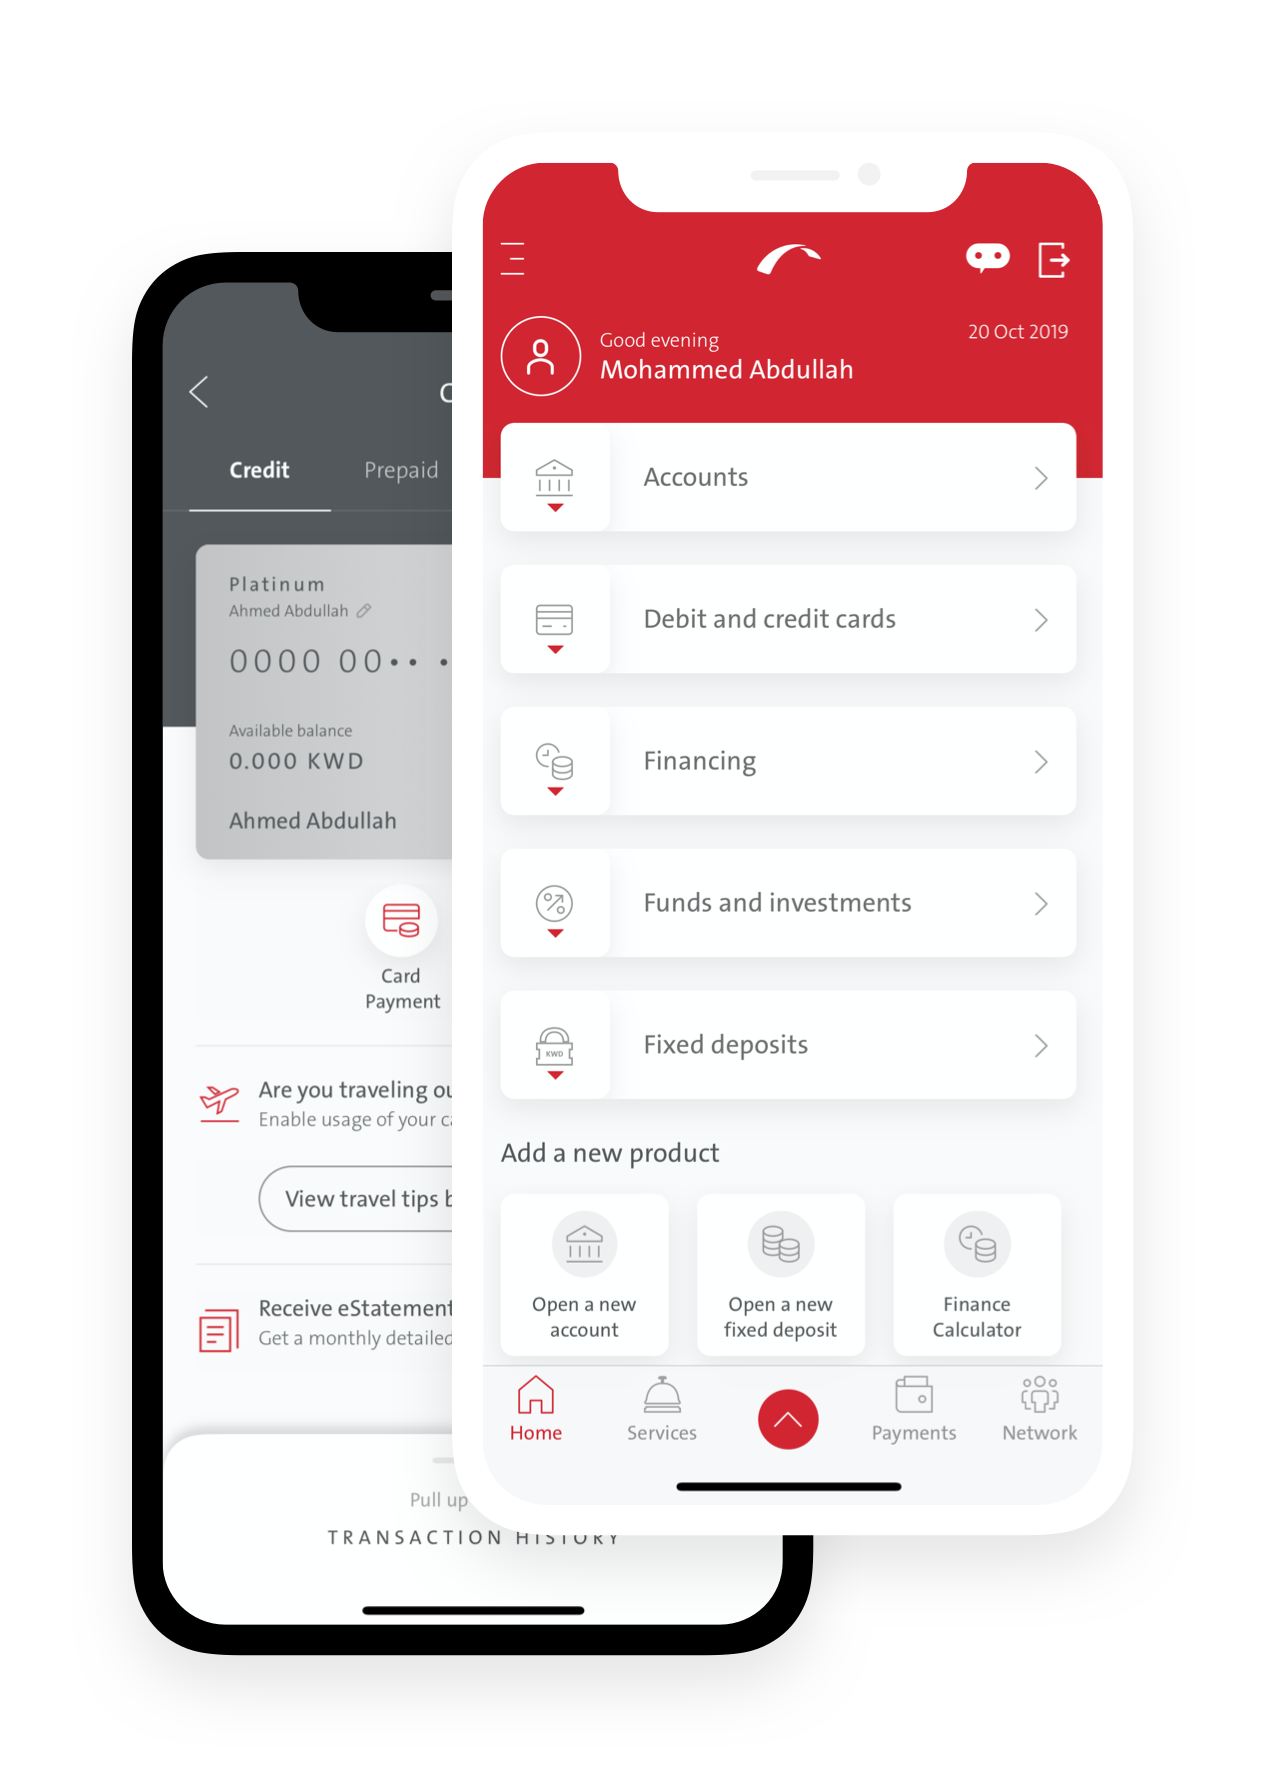 20 Oct 2019
Good evening
Mohammed Abdullah
Accounts
Debit and credit cards
Financing
Funds and investments
KWD
Fixed deposits
Add a new product
Open a new
account
Open a new
fixed deposit
Finance
Calculator
Home
Services
Payments
Network
Credit
Prepaid
Platinum
Ahmed Abdullah
0000 00•• •
Available balance
0.000 KWD
Ahmed Abdullah
Card
Payment
Are you traveling
Enable usage of your
View travel tips
Receive eStatement
Get a monthly detailed
Pull up
TRANSACTION HISTORY